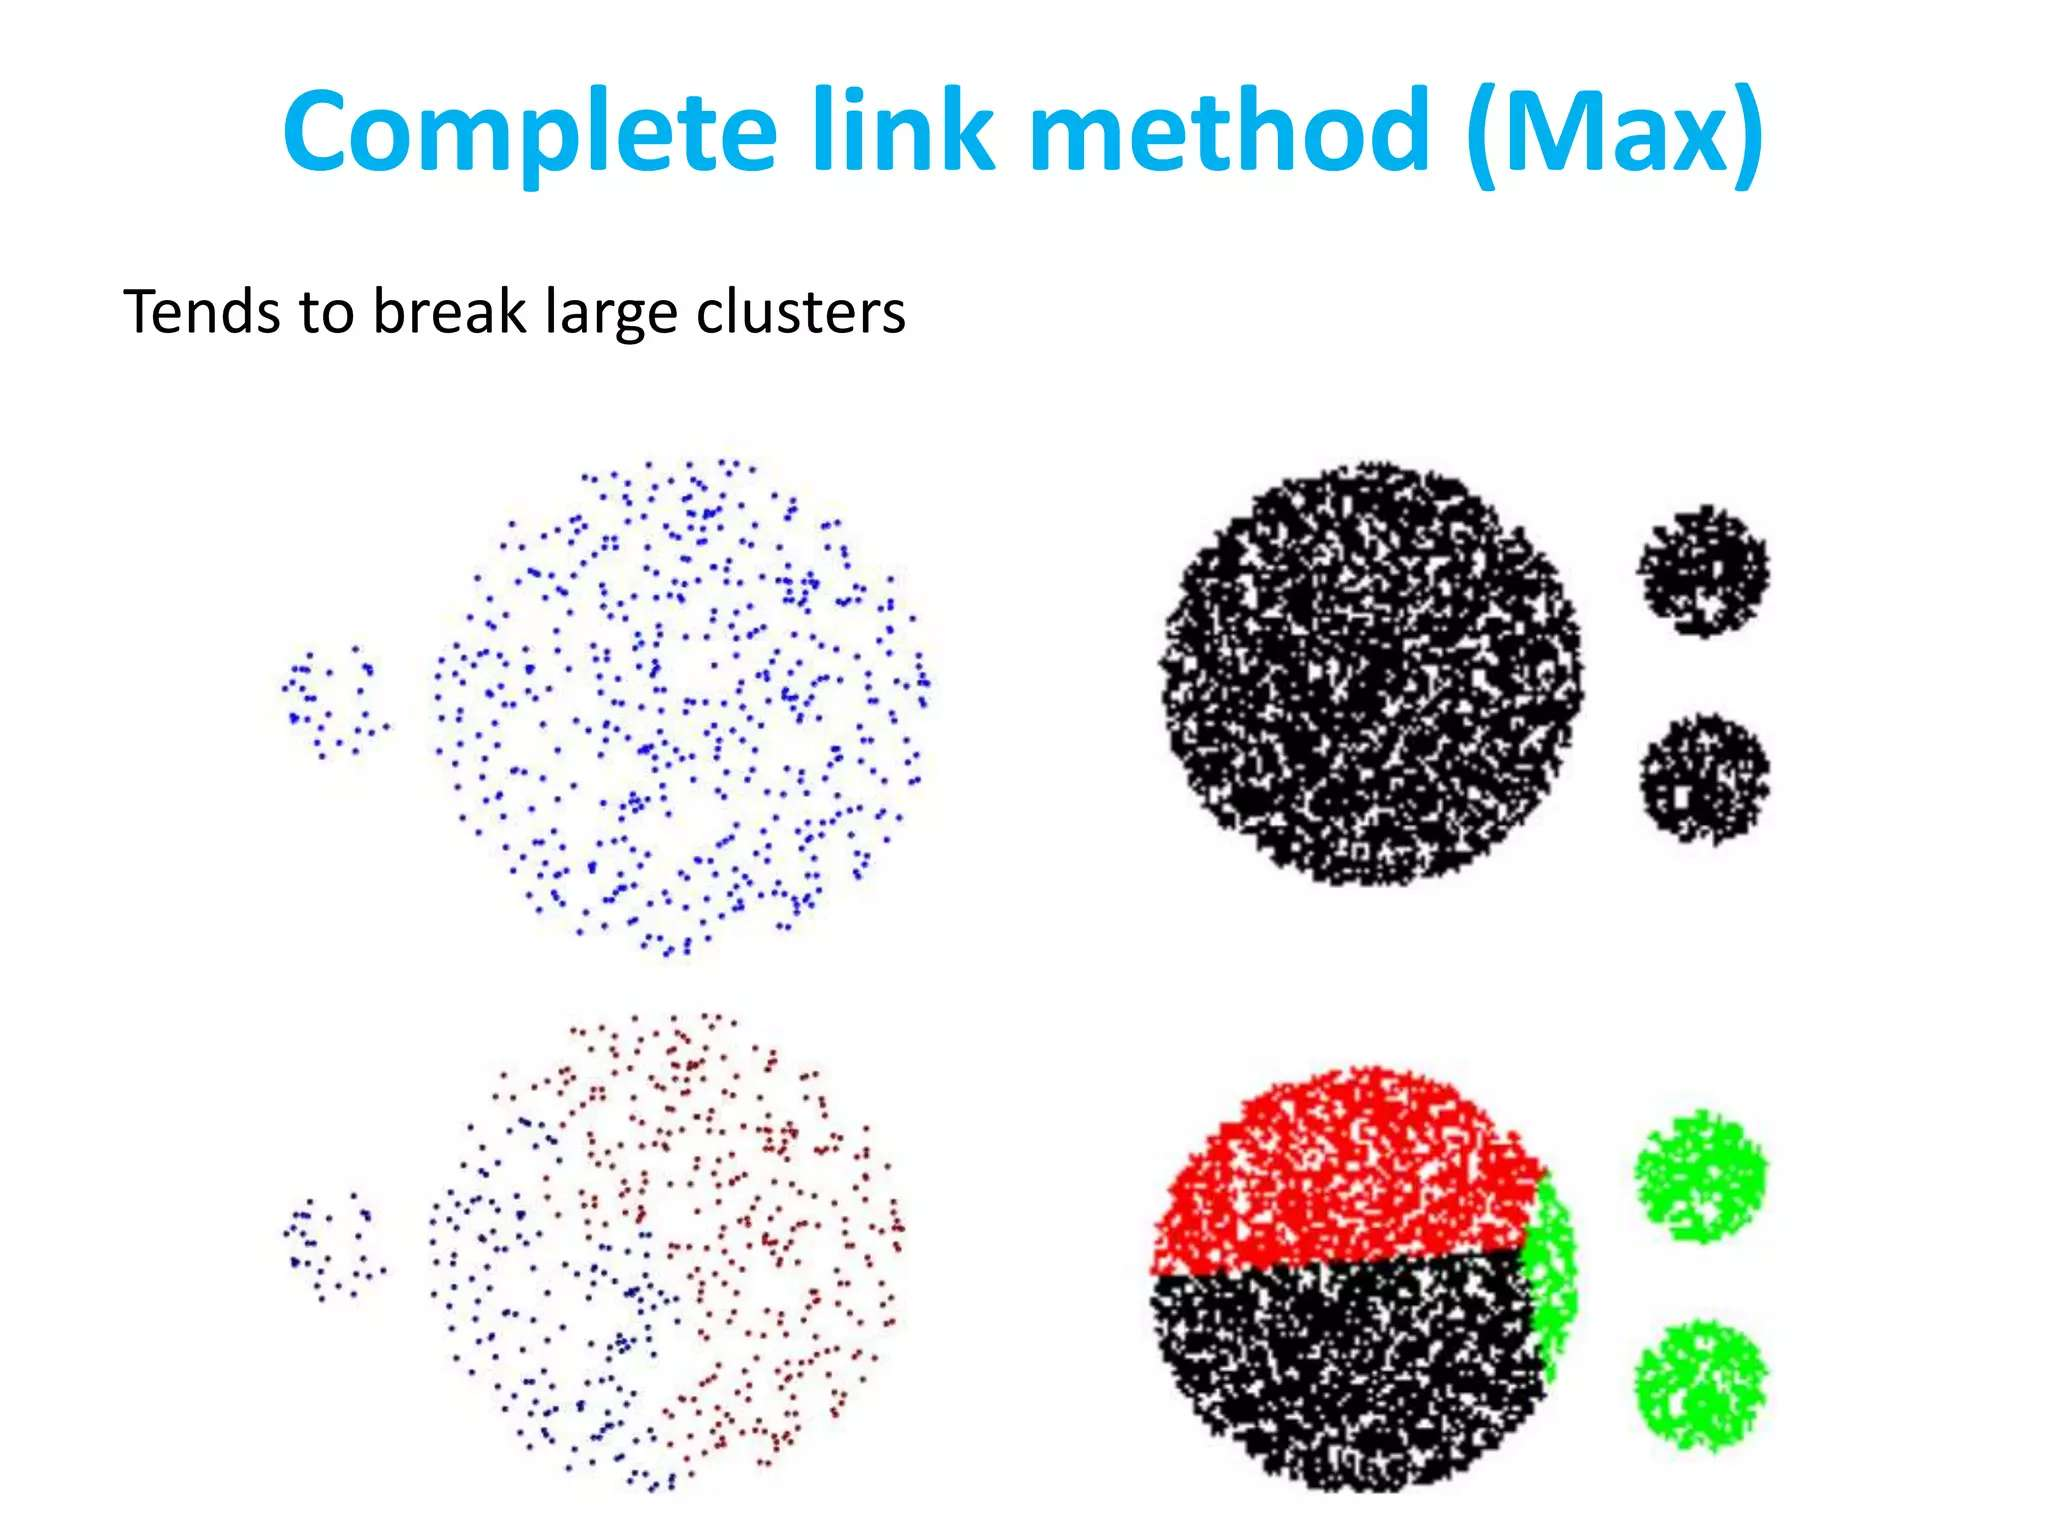 Complete link method (Max)
Tends to break large clusters